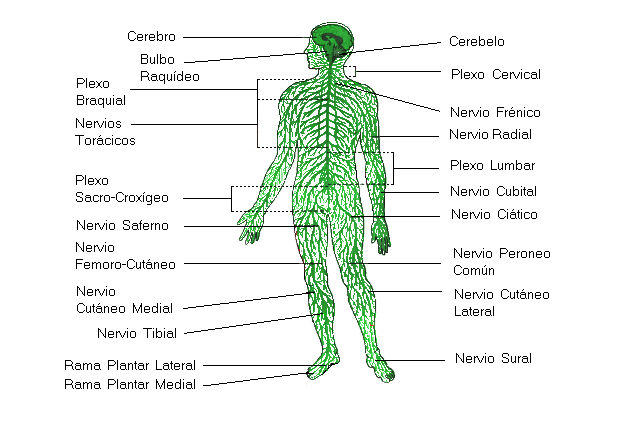 Cerebro
Bulbo
Raquídeo
Plexo
Braquial
Nervios
Torácicos
Plexo
Sacro-Croxígeo
Nervio Saferno
Nervio
Femoro-Cutáneo
Nervio
Cutáneo Medial
Nervio Tibial
Rama Plantar Lateral
Rama Plantar Medial
Cerebelo
Plexo Cervical
Nervio Frénico
Nervio Radial
Plexo Lumbar
Nervio Cubital
Nervio Ciático
Nervio Peroneo
Común
Nervio Cutáneo
Lateral
Nervio Sural